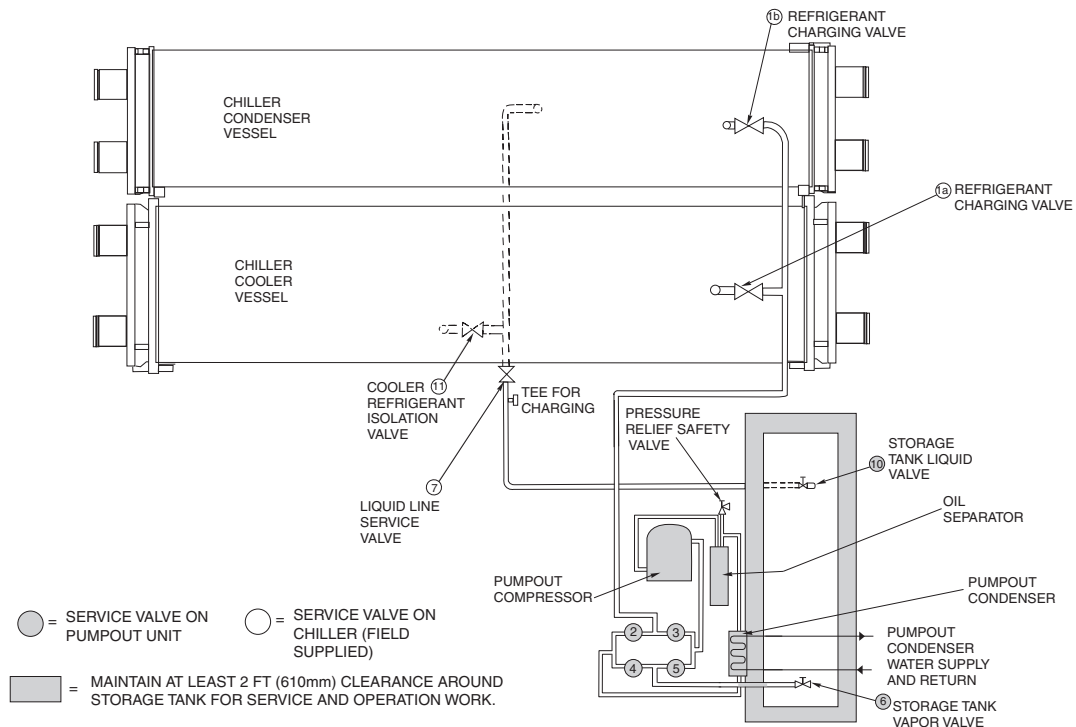 1b REFRIGERANT
CHARGING VALVE
CHILLER
CONDENSER
VESSEL
1a REFRIGERANT
CHARGING VALVE
CHILLER
COOLER
VESSEL
COOLER 11
REFRIGERANT
ISOLATION
VALVE
TEE FOR
CHARGING
PRESSURE
RELIEF SAFETY
VALVE
STORAGE
10 TANK LIQUID
VALVE
7
LIQUID LINE
SERVICE
VALVE
OIL
SEPARATOR
PUMPOUT
COMPRESSOR
PUMPOUT
CONDENSER
= SERVICE VALVE ON
PUMPOUT UNIT
= SERVICE VALVE ON
CHILLER (FIELD
SUPPLIED)
2 3
4 5
PUMPOUT
CONDENSER
WATER SUPPLY
AND RETURN
= MAINTAIN AT LEAST 2 FT (610mm) CLEARANCE AROUND
STORAGE TANK FOR SERVICE AND OPERATION WORK.
6 STORAGE TANK
VAPOR VALVE